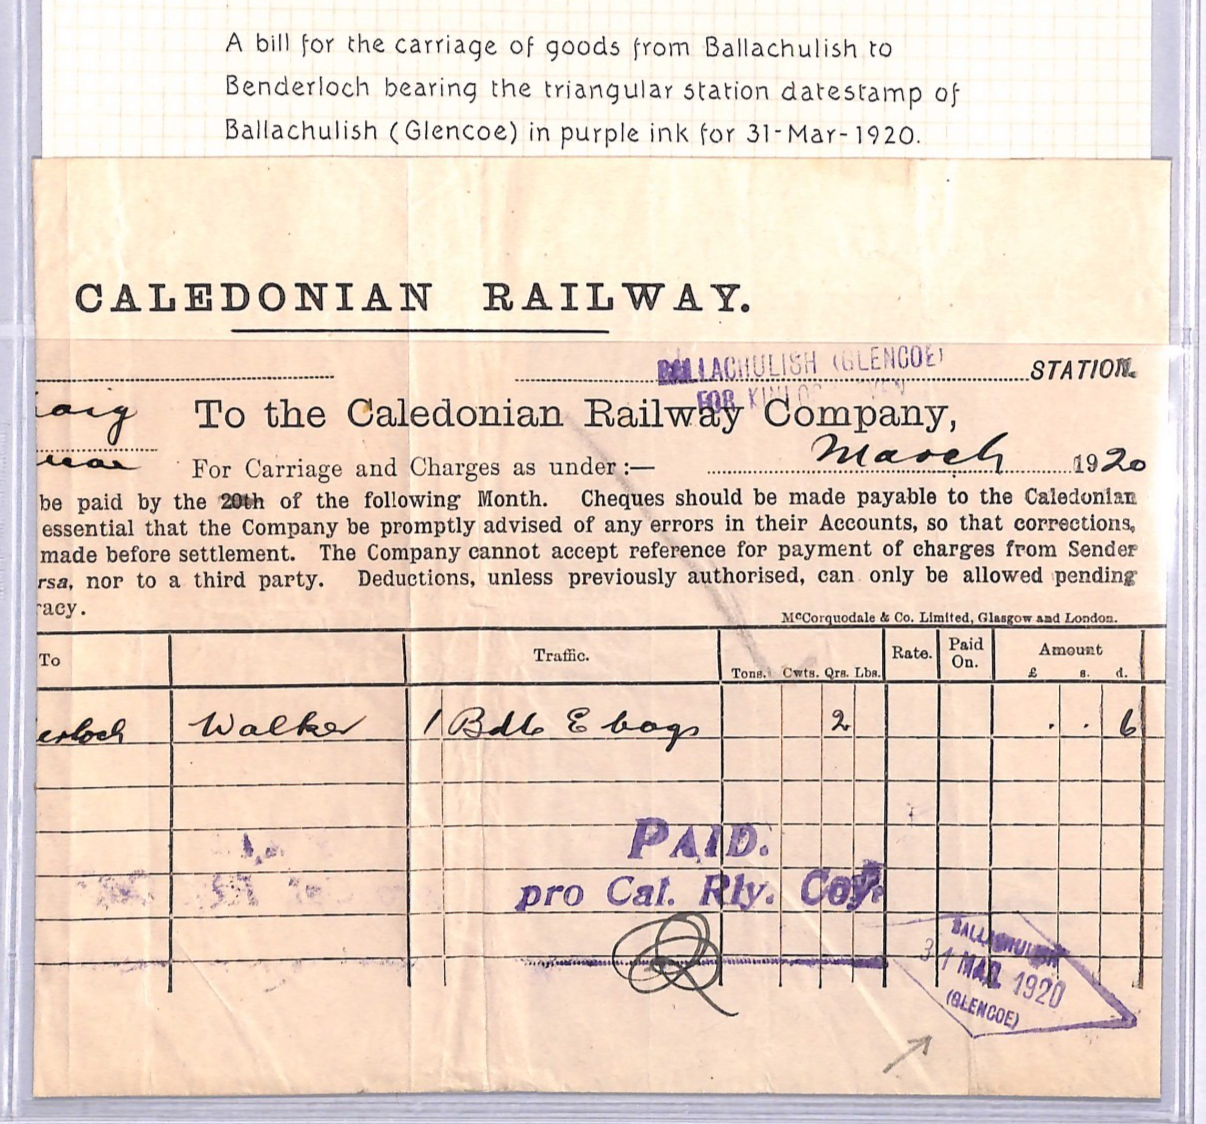 A bill for the carriage of goods from Ballachulish to
Benderloch bearing the triangular station datestamp of
Ballachulish (Glencoe) in purple ink for 31-Mar-1920.
CALEDONIAN RAILWAY.
BALLACHULISH (GLENCOE) STATION.
FOR
To the Caledonian Railway Company,
For Carriage and Charges as under :— March 1920
be paid by the 20th of the following Month. Cheques should be made payable to the Caledonian
essential that the Company be promptly advised of any errors in their Accounts, so that corrections,
made before settlement. The Company cannot accept reference for payment of charges from Sender
rsa, nor to a third party. Deductions, unless previously authorised, can only be allowed pending
racy.
McCorquodale & Co. Limited, Glasgow and London.
To Traffic. Tons. Cwts. Qrs. Lbs. Rate. Paid On. Amount £ s. d.
erloch Walker 1 Bdle E bags 2 . . 6
PAID.
pro Cal. Rly. Coy.
BALLACHULISH
31 MAR 1920
(GLENCOE)